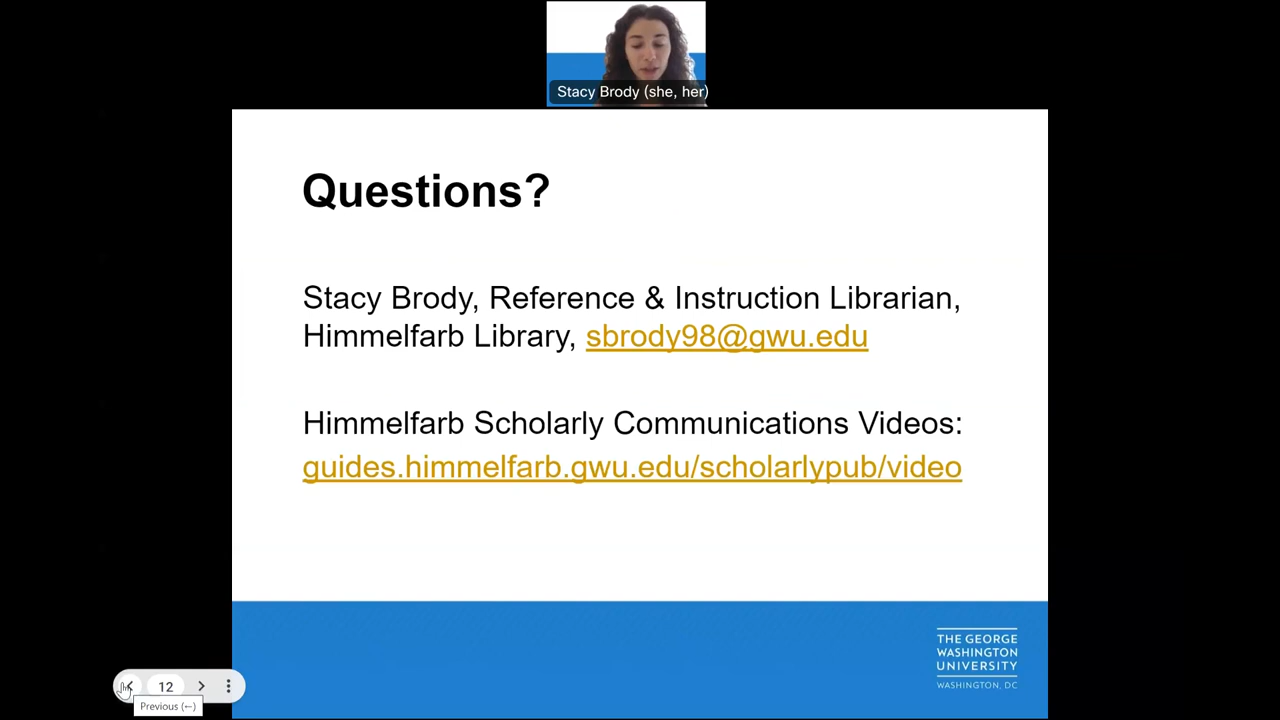 Stacy Brody (she, her)
Questions?
Stacy Brody, Reference & Instruction Librarian,
Himmelfarb Library, sbrody98@gwu.edu
Himmelfarb Scholarly Communications Videos:
guides.himmelfarb.gwu.edu/scholarlypub/video
THE GEORGE
WASHINGTON
UNIVERSITY
WASHINGTON, DC
12
Previous (←)